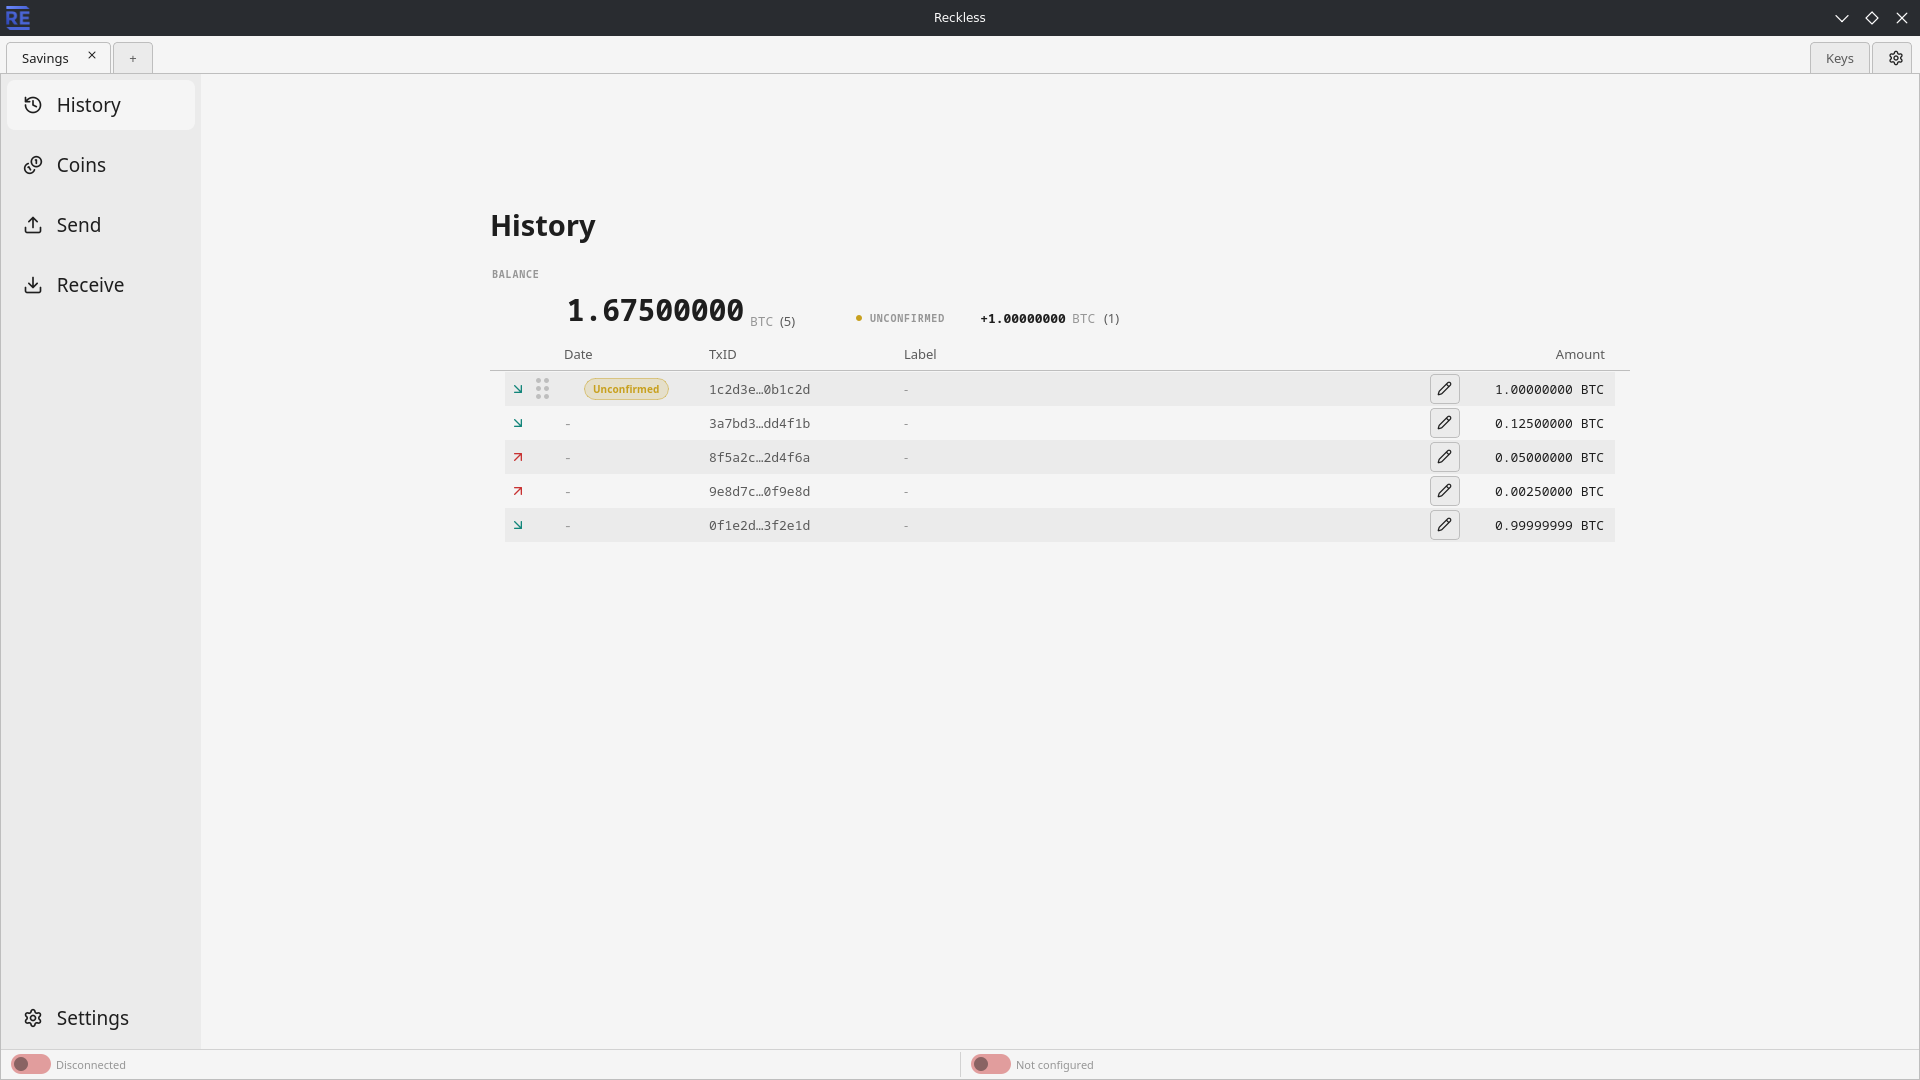 RE
Reckless
Savings
+
Keys
History
Coins
Send
Receive
Settings
History
BALANCE
1.67500000 BTC (5)
UNCONFIRMED +1.00000000 BTC (1)
Date TxID Label Amount
Unconfirmed 1c2d3e…0b1c2d - 1.00000000 BTC
- 3a7bd3…dd4f1b - 0.12500000 BTC
- 8f5a2c…2d4f6a - 0.05000000 BTC
- 9e8d7c…0f9e8d - 0.00250000 BTC
- 0f1e2d…3f2e1d - 0.99999999 BTC
Disconnected
Not configured